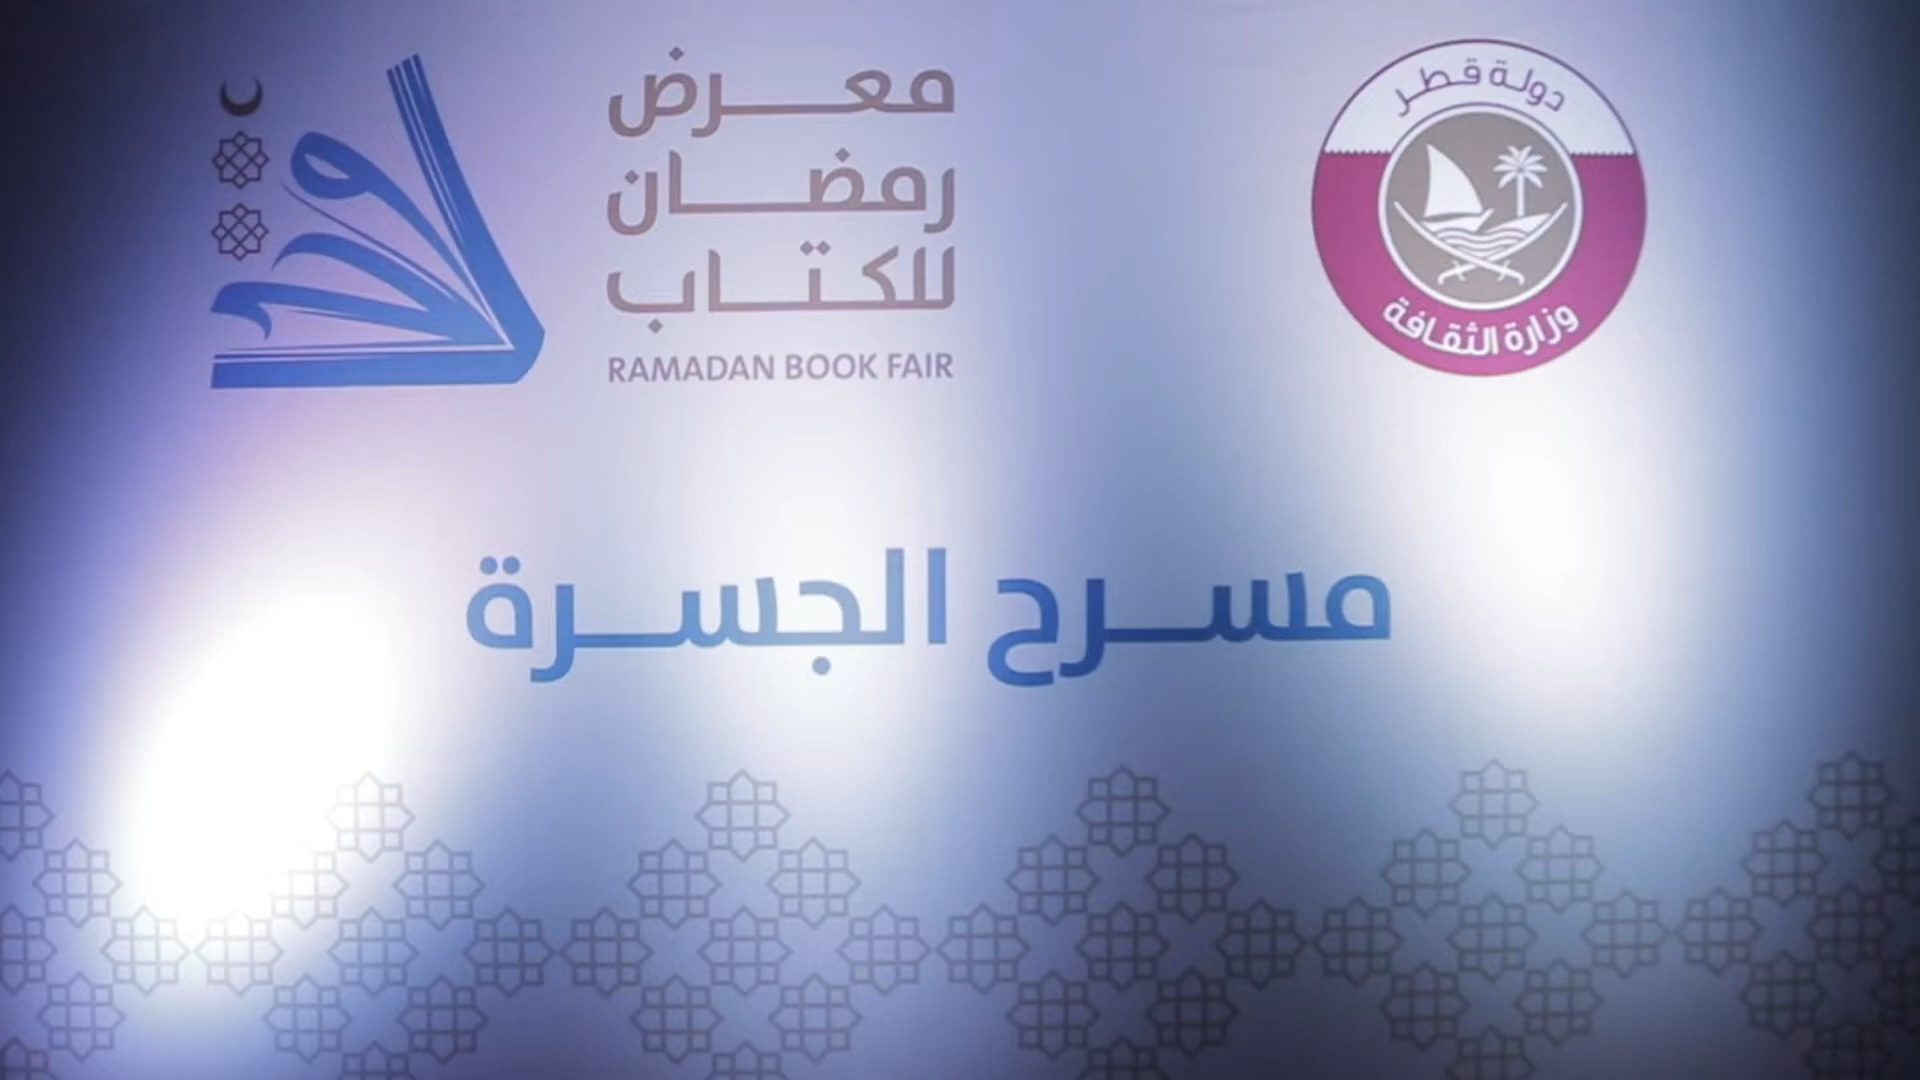 معرض
رمضان
للكتاب
RAMADAN BOOK FAIR
دولة قطر
وزارة الثقافة
مسرح الجسرة